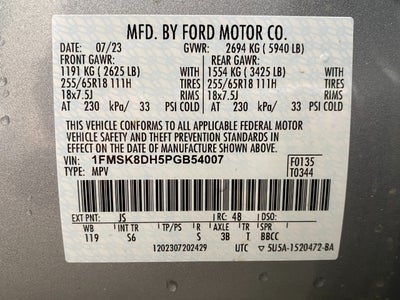 MFD. BY FORD MOTOR CO.
DATE: 07/23 GVWR: 2694 KG (5940 LB)
FRONT GAWR: REAR GAWR:
1191 KG (2625 LB) TIRES 1554 KG (3425 LB) TIRES
255/65R18 111H RIMS 255/65R18 111H RIMS
18x7.5J 18x7.5J
AT 230 kPa/ 33 PSI COLD AT 230 kPa/ 33 PSI COLD
THIS VEHICLE CONFORMS TO ALL APPLICABLE FEDERAL MOTOR
VEHICLE SAFETY AND THEFT PREVENTION STANDARDS IN
EFFECT ON THE DATE OF MANUFACTURE SHOWN ABOVE.
VIN: 1FMSK8DH5PGB54007 F0135
TYPE: MPV T0344
EXT PNT: JS RC: 48 DSO:
WB INT TR TP/PS R AXLE TR SPR
119 S6 S 3B T BBCC
1202307202429 UTC 5U5A-1520472-BA